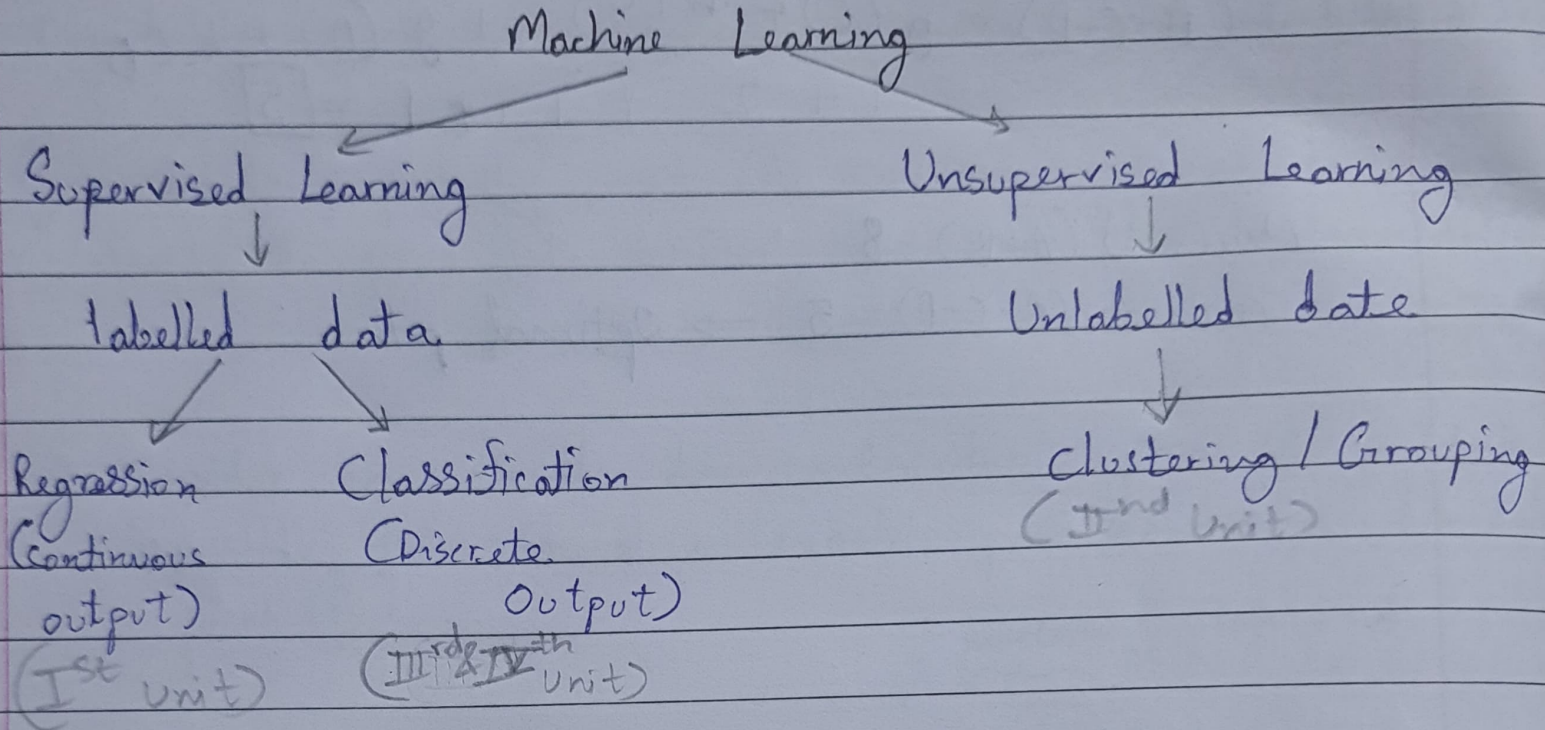 Machine Learning
Supervised Learning Unsupervised Learning
labelled data Unlabelled date
Regression Classification Clustering / Grouping
(IInd Unit)
(Continuous (Discrete
output) Output)
(Ist Unit) (IIIrd & IVth Unit)